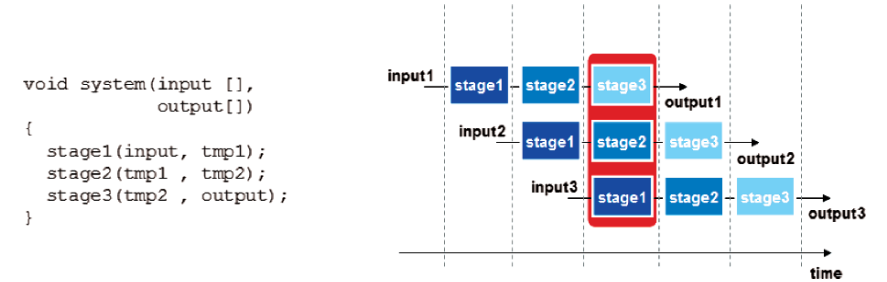 void system(input [],
output[])
{
stage1(input, tmp1);
stage2(tmp1 , tmp2);
stage3(tmp2 , output);
}
input1 stage1 stage2 stage3 output1
input2 stage1 stage2 stage3 output2
input3 stage1 stage2 stage3 output3
time